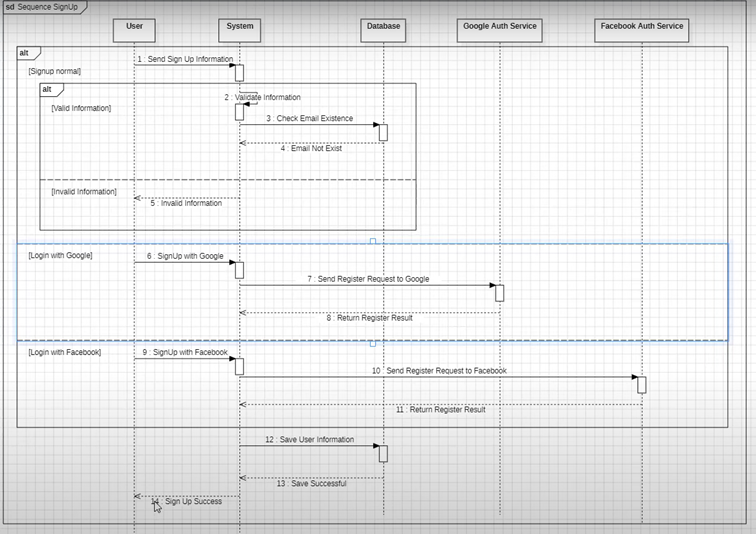 sd Sequence SignUp
User
System
Database
Google Auth Service
Facebook Auth Service
alt
1 : Send Sign Up Information
[Signup normal]
alt
2 : Validate Information
[Valid Information]
3 : Check Email Existence
4 : Email Not Exist
[Invalid Information]
5 : Invalid Information
[Login with Google]
6 : SignUp with Google
7 : Send Register Request to Google
8 : Return Register Result
[Login with Facebook]
9 : SignUp with Facebook
10 : Send Register Request to Facebook
11 : Return Register Result
12 : Save User Information
13 : Save Successful
14 : Sign Up Success